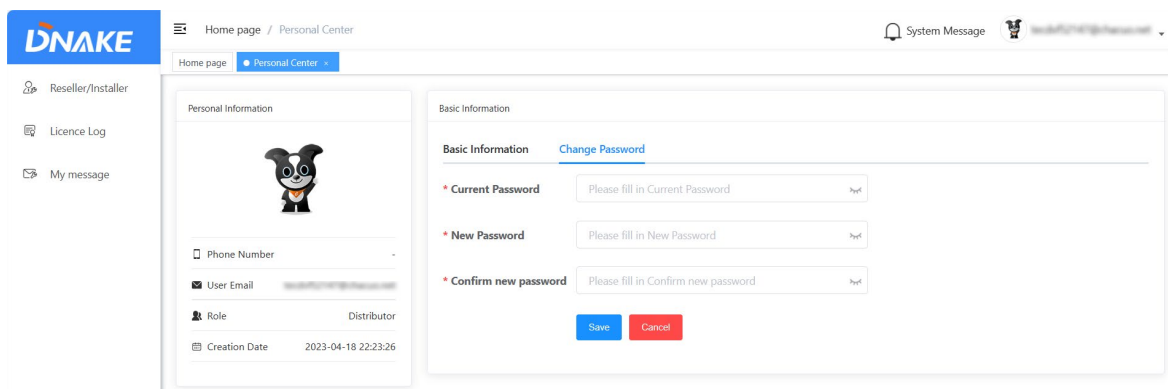 DNAKE
Home page / Personal Center
System Message
Home page
Personal Center ×
Reseller/Installer
Licence Log
My message
Personal Information
Phone Number -
User Email
Role Distributor
Creation Date 2023-04-18 22:23:26
Basic Information
Basic Information Change Password
* Current Password Please fill in Current Password
* New Password Please fill in New Password
* Confirm new password Please fill in Confirm new password
Save Cancel